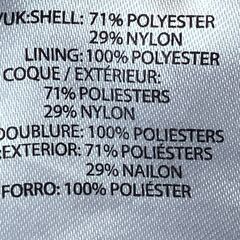 /UK:SHELL: 71% POLYESTER
29% NYLON
LINING: 100% POLYESTER
COQUE / EXTÉRIEUR:
71% POLIESTERS
29% NYLON
DOUBLURE: 100% POLIESTERS
:EXTERIOR: 71% POLIÉSTERS
29% NAILON
FORRO: 100% POLIÉSTER